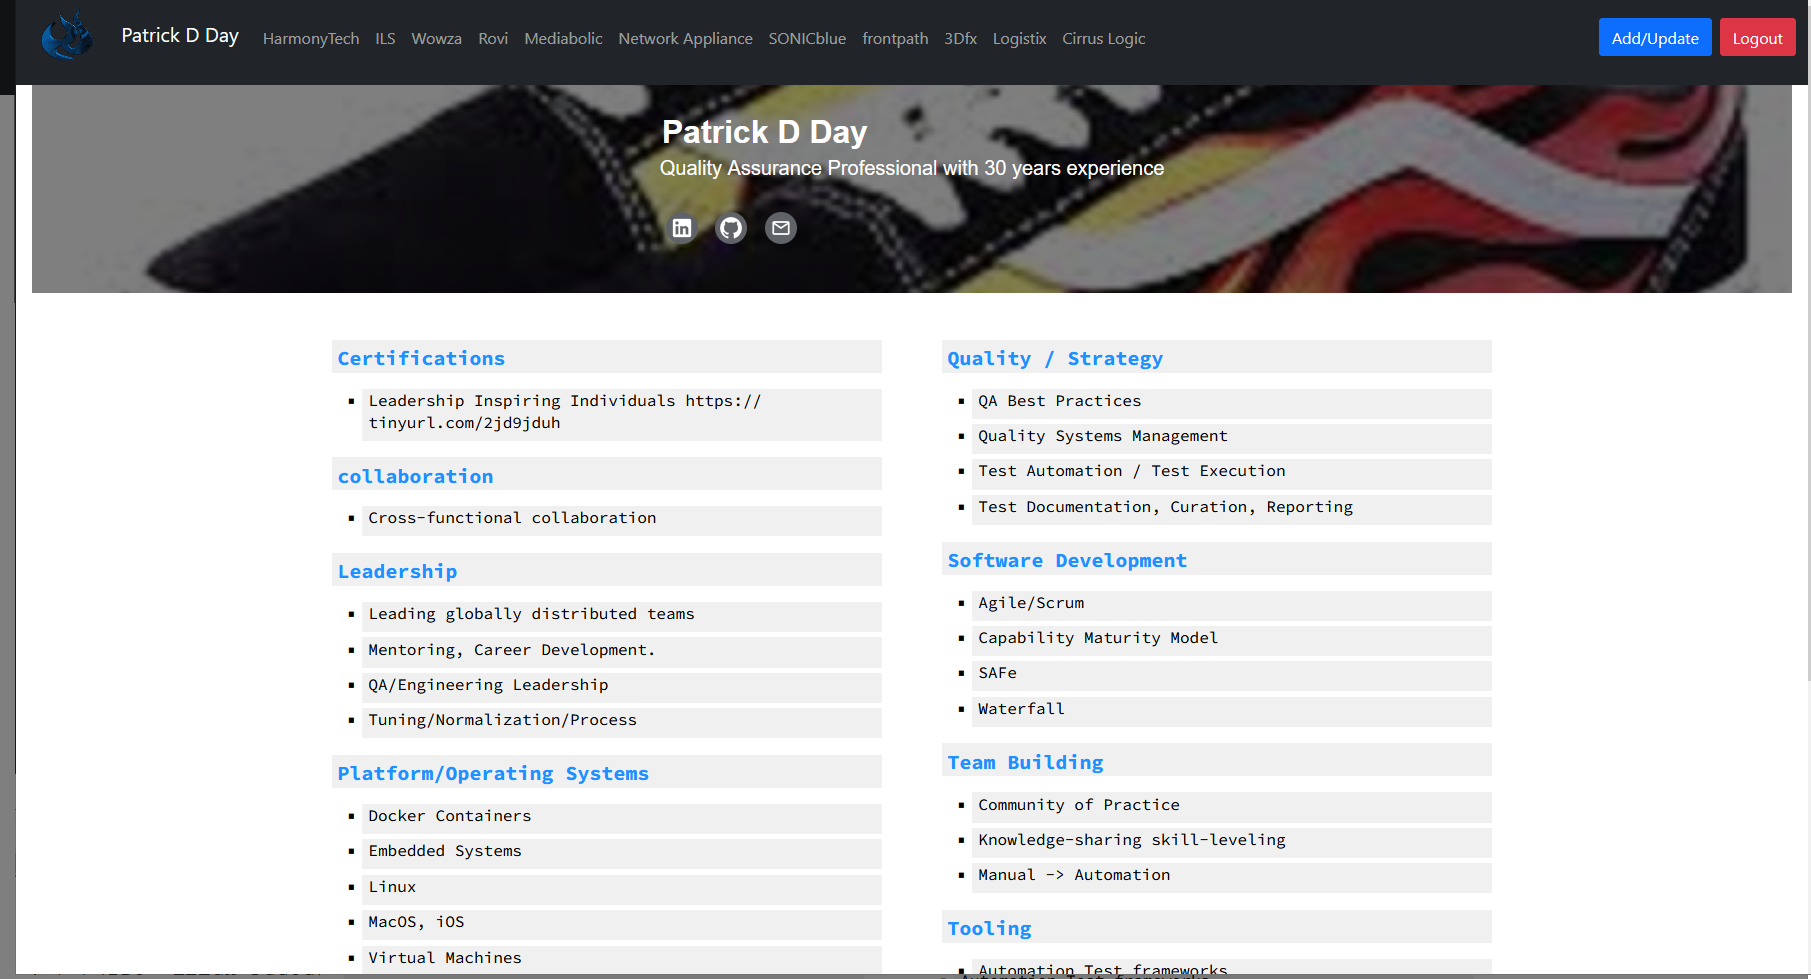 Patrick D Day HarmonyTech ILS Wowza Rovi Mediabolic Network Appliance SONICblue frontpath 3Dfx Logistix Cirrus Logic Add/Update Logout
Patrick D Day
Quality Assurance Professional with 30 years experience
Certifications
Leadership Inspiring Individuals https://
tinyurl.com/2jd9jduh
collaboration
Cross-functional collaboration
Leadership
Leading globally distributed teams
Mentoring, Career Development.
QA/Engineering Leadership
Tuning/Normalization/Process
Platform/Operating Systems
Docker Containers
Embedded Systems
Linux
MacOS, iOS
Virtual Machines
Quality / Strategy
QA Best Practices
Quality Systems Management
Test Automation / Test Execution
Test Documentation, Curation, Reporting
Software Development
Agile/Scrum
Capability Maturity Model
SAFe
Waterfall
Team Building
Community of Practice
Knowledge-sharing skill-leveling
Manual -> Automation
Tooling
Automation Test frameworks